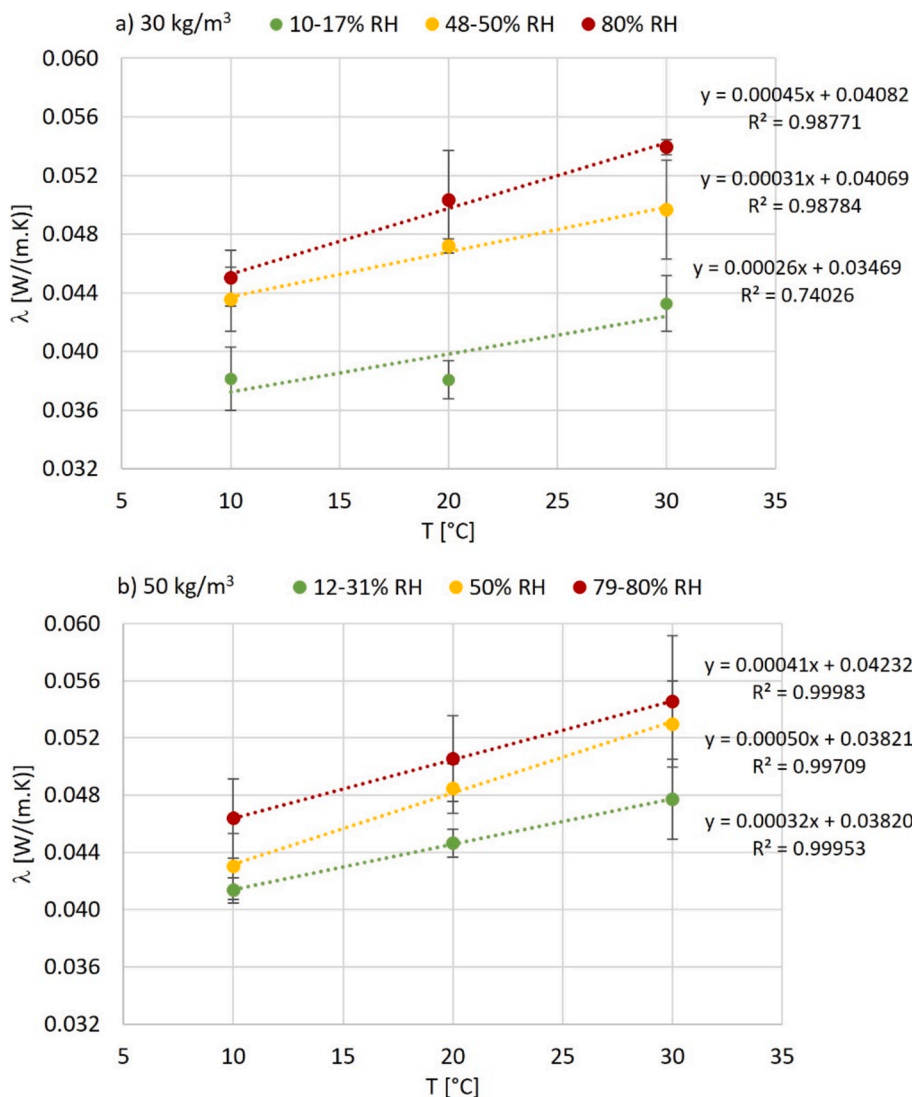 a) 30 kg/m³ 10-17% RH 48-50% RH 80% RH
λ [W/(m.K)]
0.060
0.056
0.052
0.048
0.044
0.040
0.036
0.032
y = 0.00045x + 0.04082
R² = 0.98771
y = 0.00031x + 0.04069
R² = 0.98784
y = 0.00026x + 0.03469
R² = 0.74026
5 10 15 20 25 30 35
T [°C]
b) 50 kg/m³ 12-31% RH 50% RH 79-80% RH
λ [W/(m.K)]
0.060
0.056
0.052
0.048
0.044
0.040
0.036
0.032
y = 0.00041x + 0.04232
R² = 0.99983
y = 0.00050x + 0.03821
R² = 0.99709
y = 0.00032x + 0.03820
R² = 0.99953
5 10 15 20 25 30 35
T [°C]